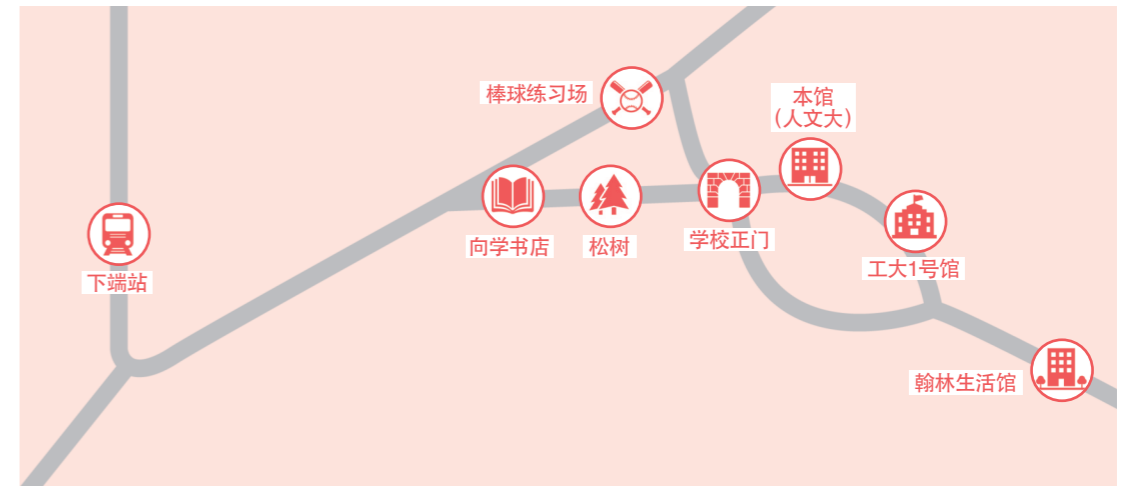 棒球练习场
本馆
（人文大）
向学书店
松树
学校正门
下端站
工大1号馆
翰林生活馆